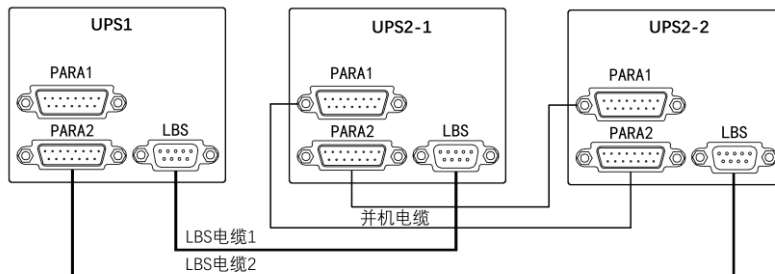 UPS1
UPS2-1
UPS2-2
PARA1
PARA1
PARA1
PARA2
LBS
PARA2
LBS
PARA2
LBS
并机电缆
LBS电缆1
LBS电缆2